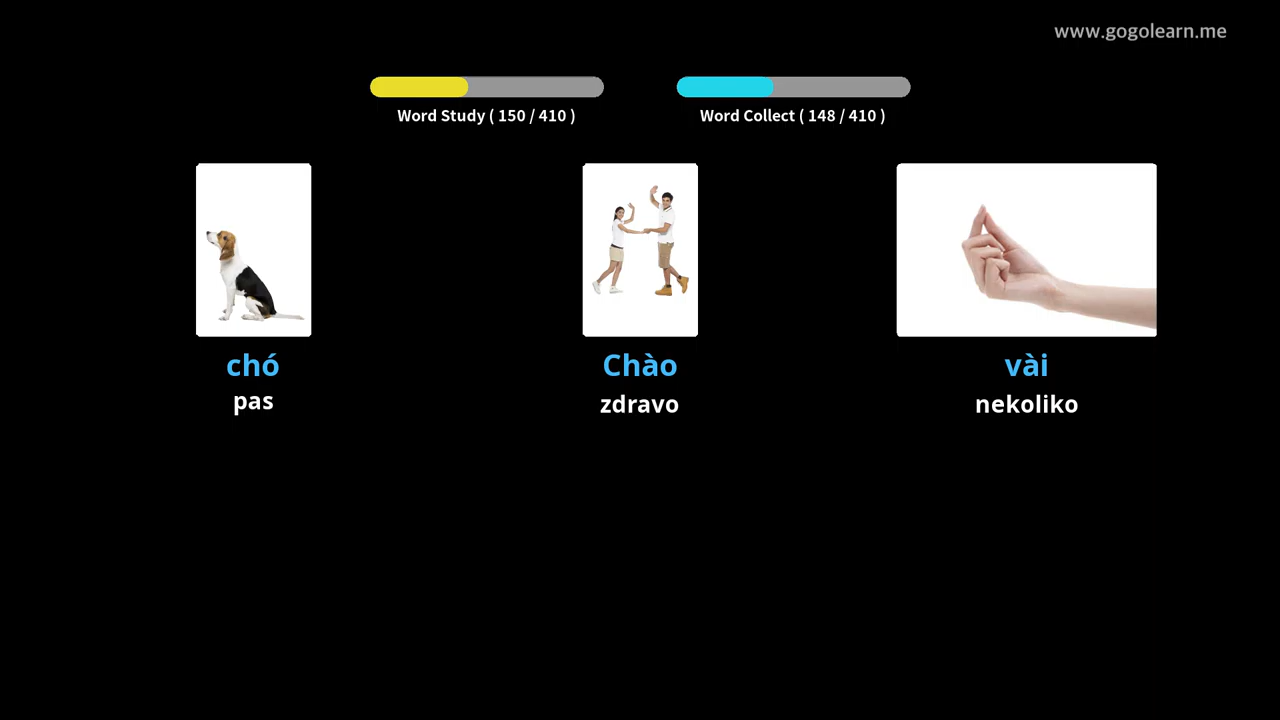 www.gogolearn.me
Word Study ( 150 / 410 )
Word Collect ( 148 / 410 )
chó
pas
Chào
zdravo
vài
nekoliko